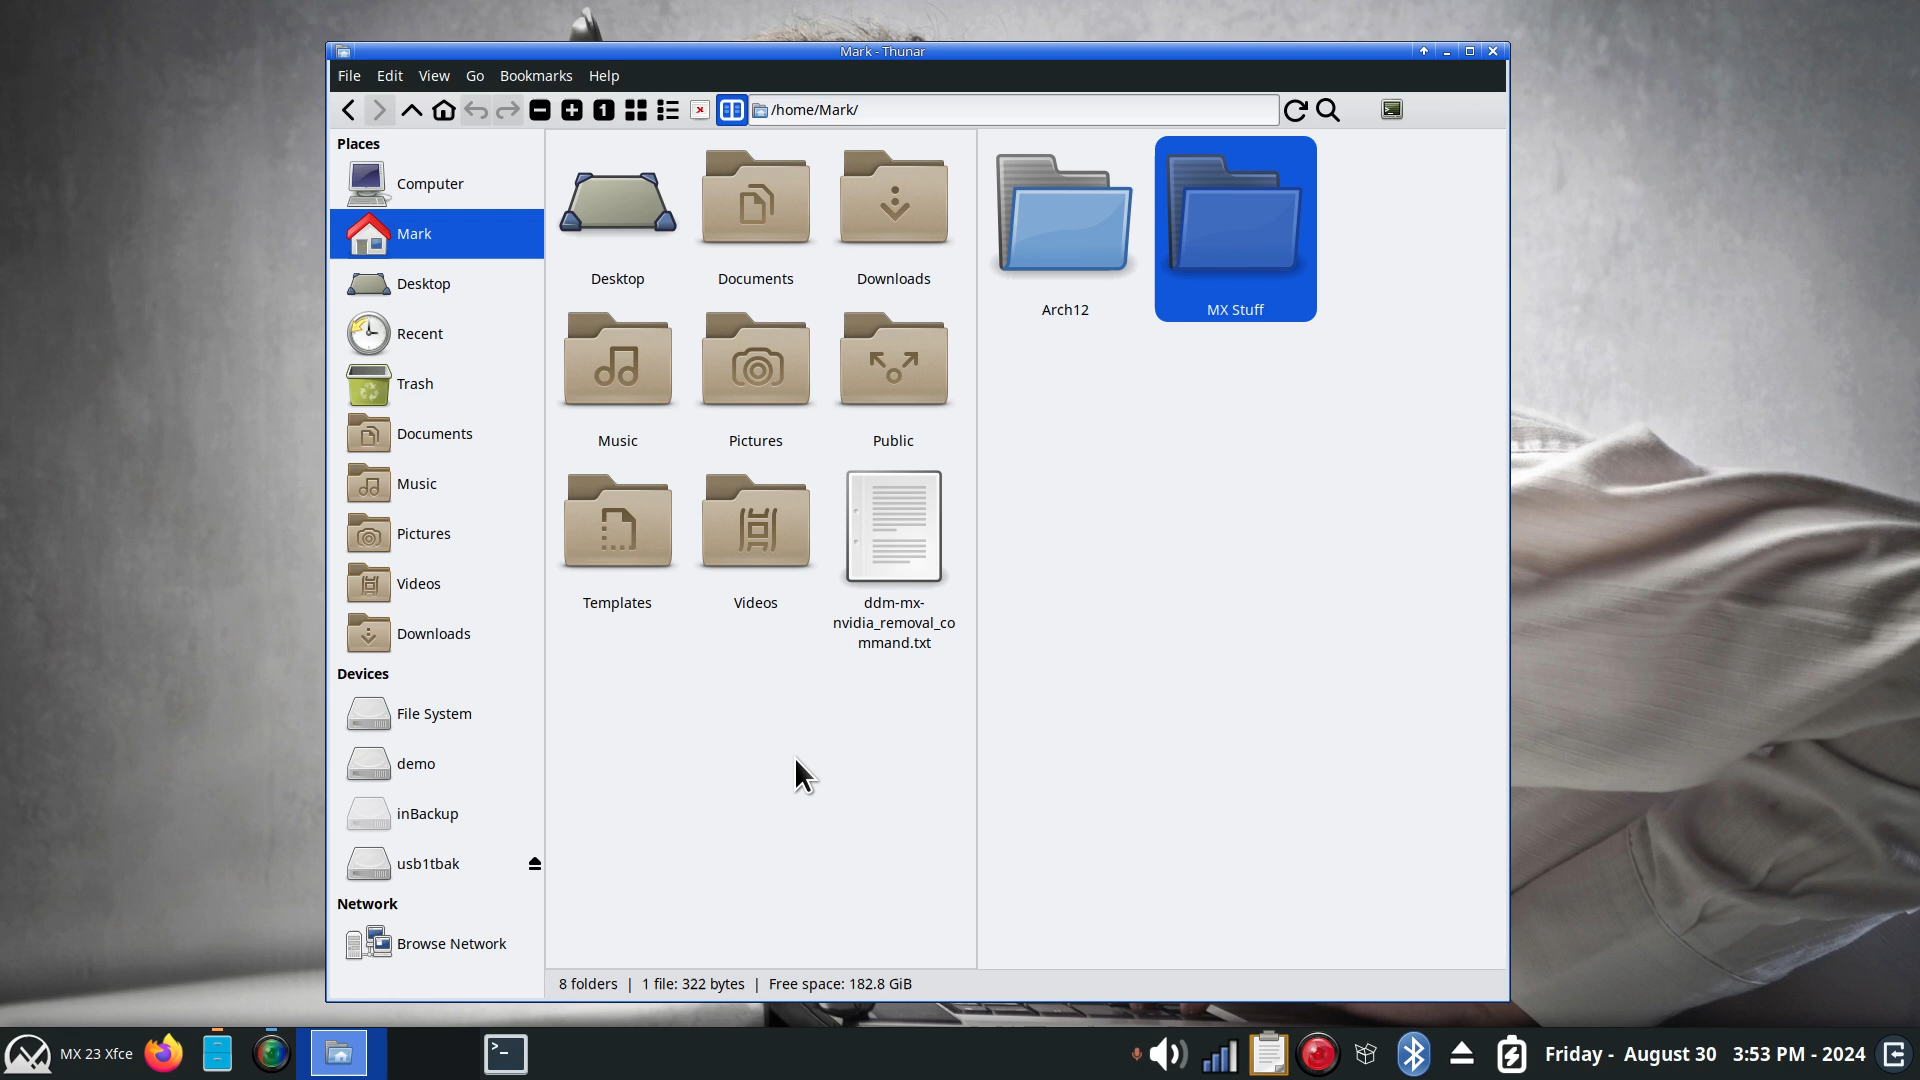 Mark - Thunar
File Edit View Go Bookmarks Help
/home/Mark/
Places
Computer
Mark
Desktop
Recent
Trash
Documents
Music
Pictures
Videos
Downloads
Devices
File System
demo
inBackup
usb1tbak
Network
Browse Network
Desktop Documents Downloads
Music Pictures Public
Templates Videos ddm-mx-
nvidia_removal_co
mmand.txt
Arch12 MX Stuff
8 folders | 1 file: 322 bytes | Free space: 182.8 GiB
MX 23 Xfce
Friday - August 30 3:53 PM - 2024